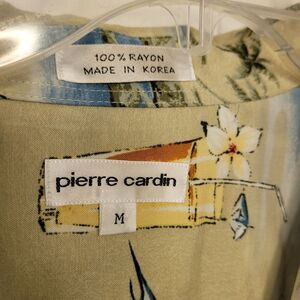 100% RAYON
MADE IN KOREA
pierre cardin
M